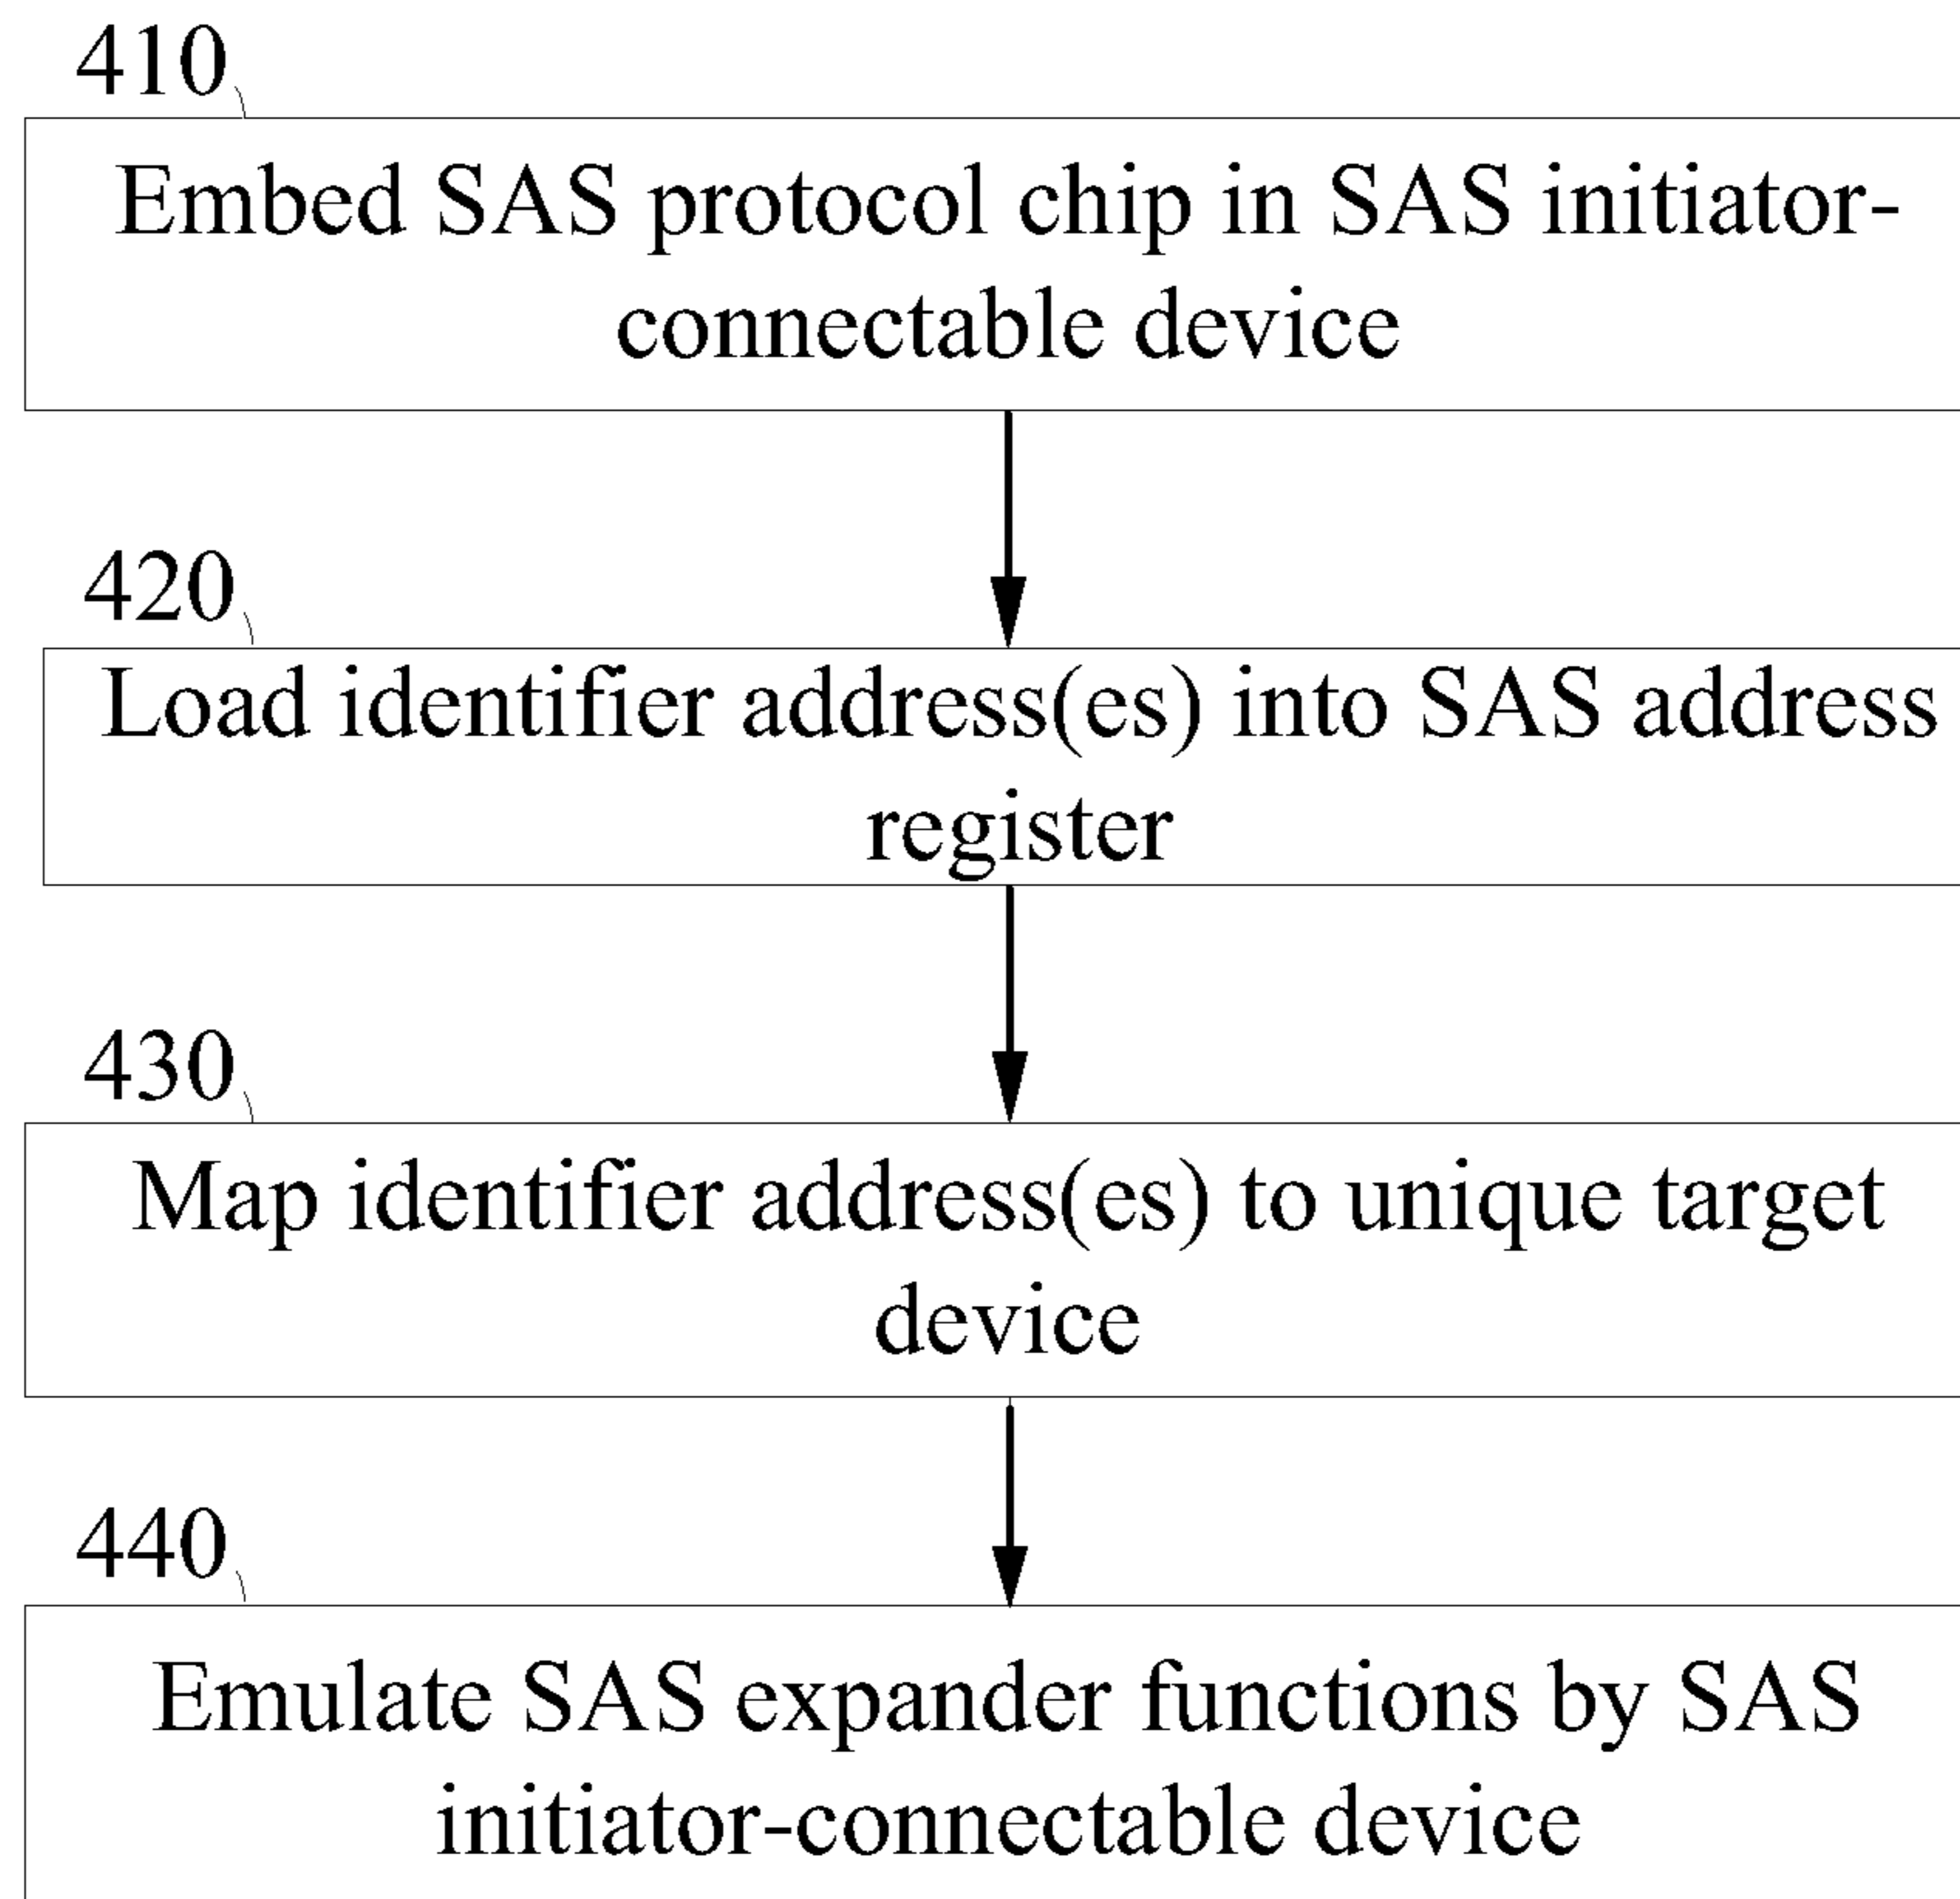 410
Embed SAS protocol chip in SAS initiator-
connectable device
420
Load identifier address(es) into SAS address
register
430
Map identifier address(es) to unique target
device
440
Emulate SAS expander functions by SAS
initiator-connectable device